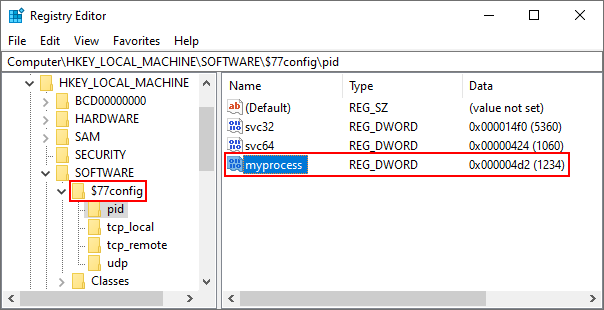 Registry Editor
File Edit View Favorites Help
Computer\HKEY_LOCAL_MACHINE\SOFTWARE\$77config\pid
HKEY_LOCAL_MACHINE
BCD00000000
HARDWARE
SAM
SECURITY
SOFTWARE
$77config
pid
tcp_local
tcp_remote
udp
Classes
Name Type Data
ab (Default) REG_SZ (value not set)
svc32 REG_DWORD 0x000014f0 (5360)
svc64 REG_DWORD 0x00000424 (1060)
myprocess REG_DWORD 0x000004d2 (1234)